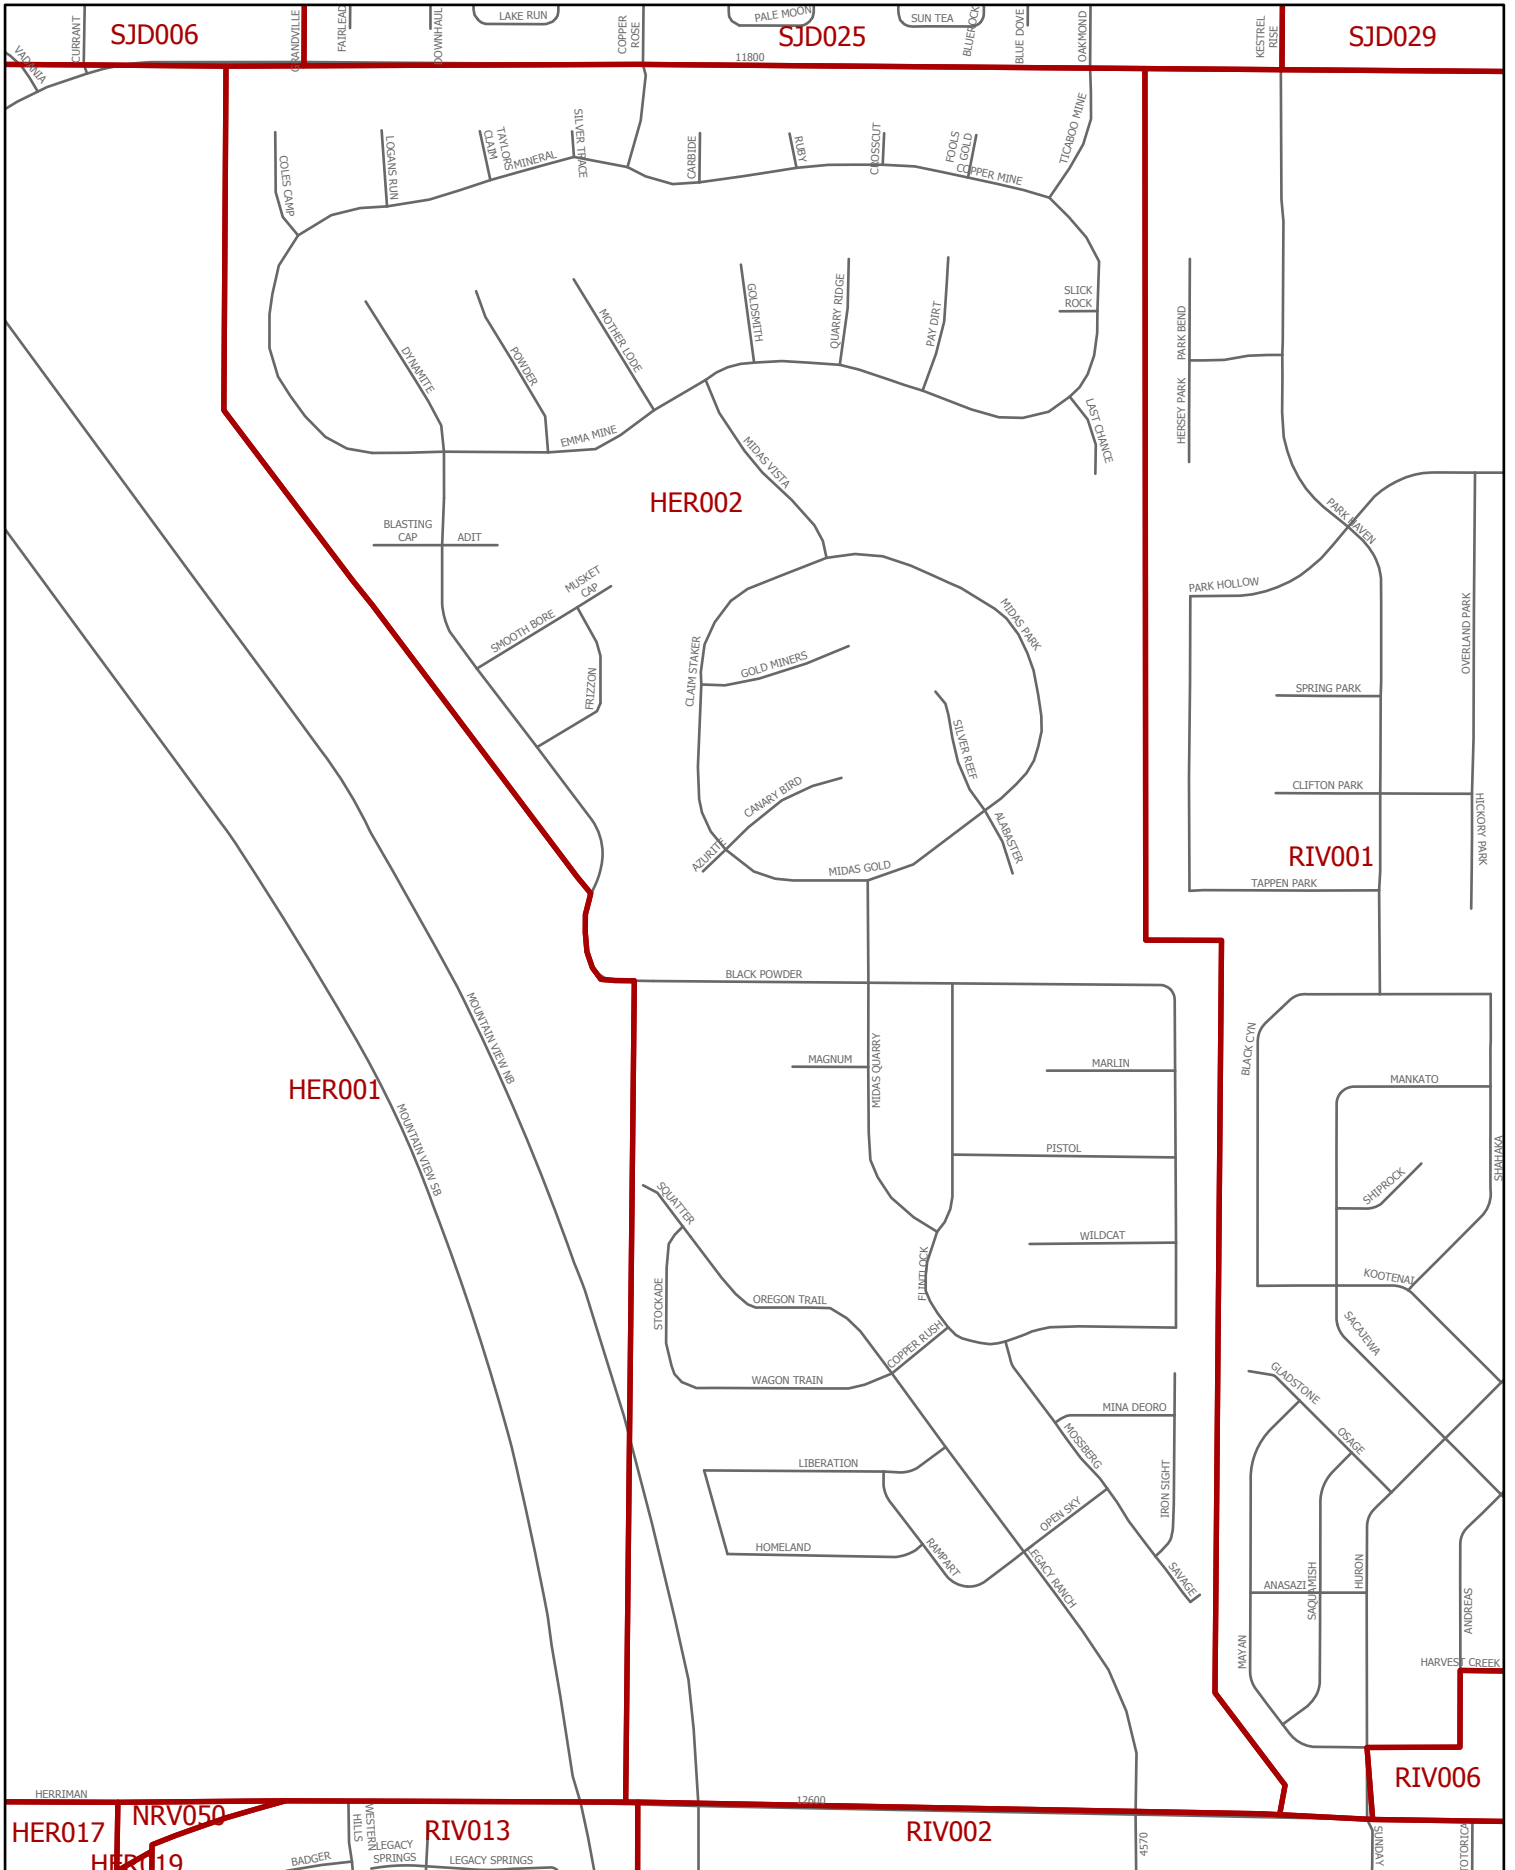 SJD006
SJD025
SJD029
VADANIA
CURRANT
GRANDVILLE
FAIRLEAD
DOWNHAUL
LAKE RUN
COPPER
ROSE
PALE MOON
SUN TEA
BLUEROCK
BLUE DOVE
OAKMOND
KESTREL
RISE
11800
COLES CAMP
LOGANS RUN
TAYLORS
CLAIM
MINERAL
SILVER TRACE
CARBIDE
RUBY
CROSSCUT
FOOLS
GOLD
COPPER MINE
TICABOO MINE
DYNAMITE
POWDER
MOTHER LODE
GOLDSMITH
QUARRY RIDGE
PAY DIRT
SLICK
ROCK
PARK BEND
HERSEY PARK
EMMA MINE
MIDAS VISTA
LAST CHANCE
HER002
PARK HAVEN
BLASTING
CAP
ADIT
MUSKET
CAP
SMOOTH BORE
FRIZZON
PARK HOLLOW
MIDAS PARK
OVERLAND PARK
CLAIM STAKER
GOLD MINERS
SPRING PARK
SILVER REEF
CANARY BIRD
CLIFTON PARK
AZURITE
ALABASTER
HICKORY PARK
RIV001
MIDAS GOLD
TAPPEN PARK
BLACK POWDER
MOUNTAIN VIEW NB
MAGNUM
MIDAS QUARRY
MARLIN
BLACK CYN
MANKATO
HER001
MOUNTAIN VIEW SB
PISTOL
SHAHAKA
SHIPROCK
SQUATTER
WILDCAT
STOCKADE
FLINTLOCK
KOOTENAI
OREGON TRAIL
COPPER RUSH
SACAJEWA
WAGON TRAIN
GLADSTONE
MINA DEORO
MOSSBERG
OSAGE
LIBERATION
IRON SIGHT
OPEN SKY
HOMELAND
RAMPART
LEGACY RANCH
SAVAGE
ANASAZI
SAQUAMISH
HURON
ANDREAS
MAYAN
HARVEST CREEK
RIV006
HERRIMAN
12600
HER017
NRV050
HER019
WESTERN
HILLS
RIV013
RIV002
BADGER
LEGACY
SPRINGS
LEGACY SPRINGS
4570
SUNDAY